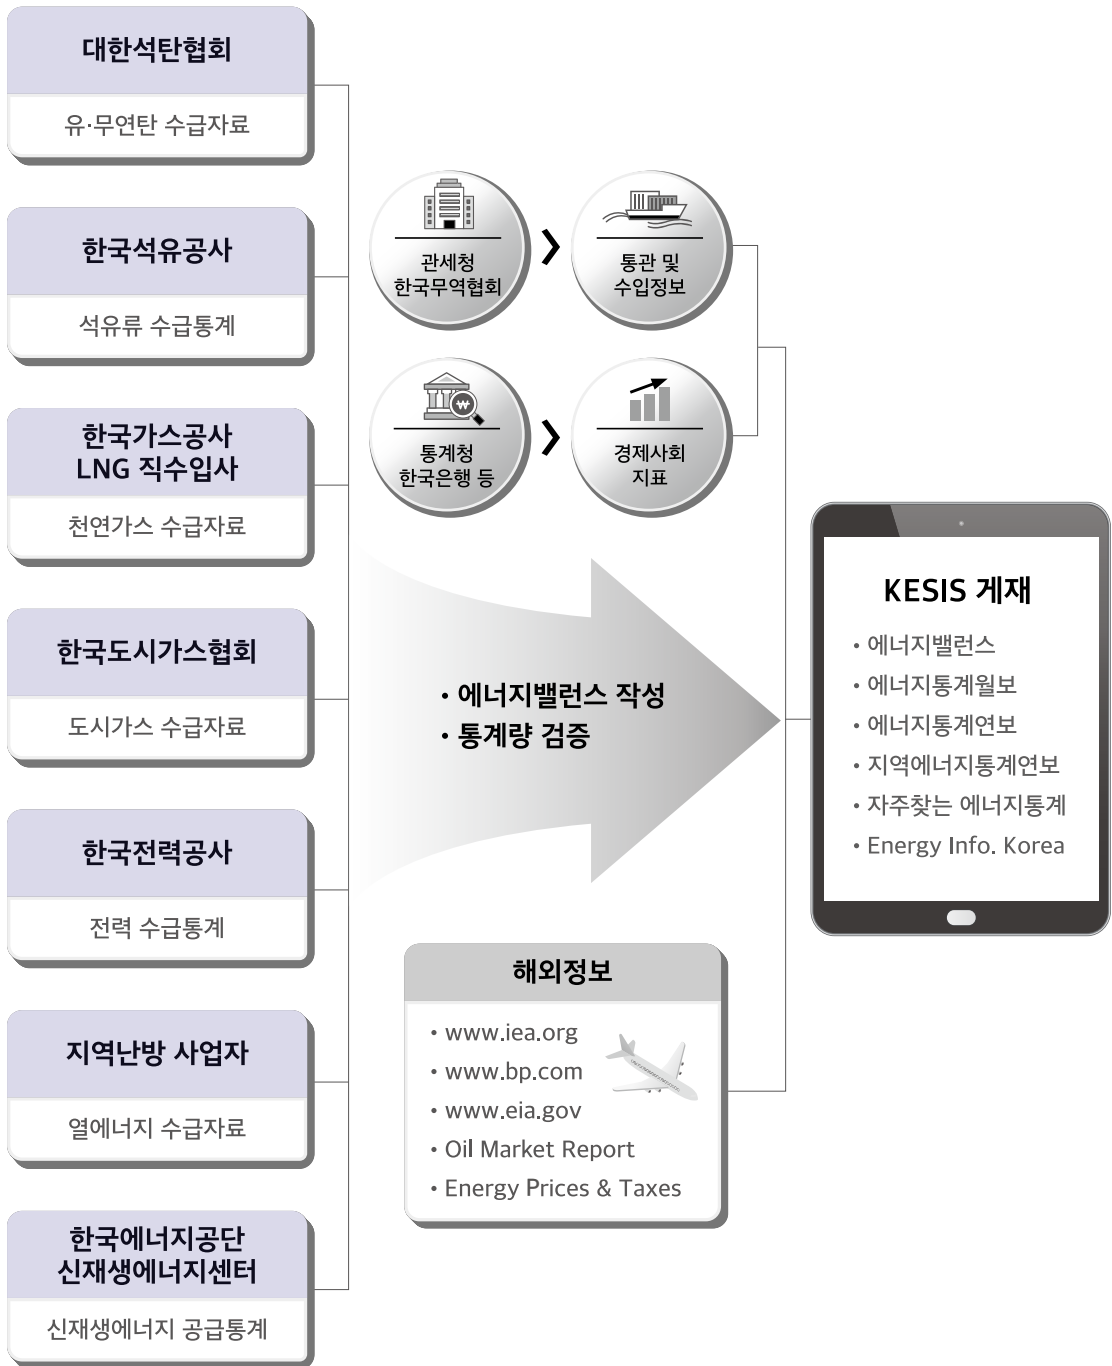 대한석탄협회
유·무연탄 수급자료
한국석유공사
석유류 수급통계
한국가스공사
LNG 직수입사
천연가스 수급자료
한국도시가스협회
도시가스 수급자료
한국전력공사
전력 수급통계
지역난방 사업자
열에너지 수급자료
한국에너지공단
신재생에너지센터
신재생에너지 공급통계
관세청
한국무역협회
통관 및
수입정보
₩
통계청
한국은행 등
경제사회
지표
• 에너지밸런스 작성
• 통계량 검증
해외정보
• www.iea.org
• www.bp.com
• www.eia.gov
• Oil Market Report
• Energy Prices & Taxes
KESIS 게재
• 에너지밸런스
• 에너지통계월보
• 에너지통계연보
• 지역에너지통계연보
• 자주찾는 에너지통계
• Energy Info. Korea